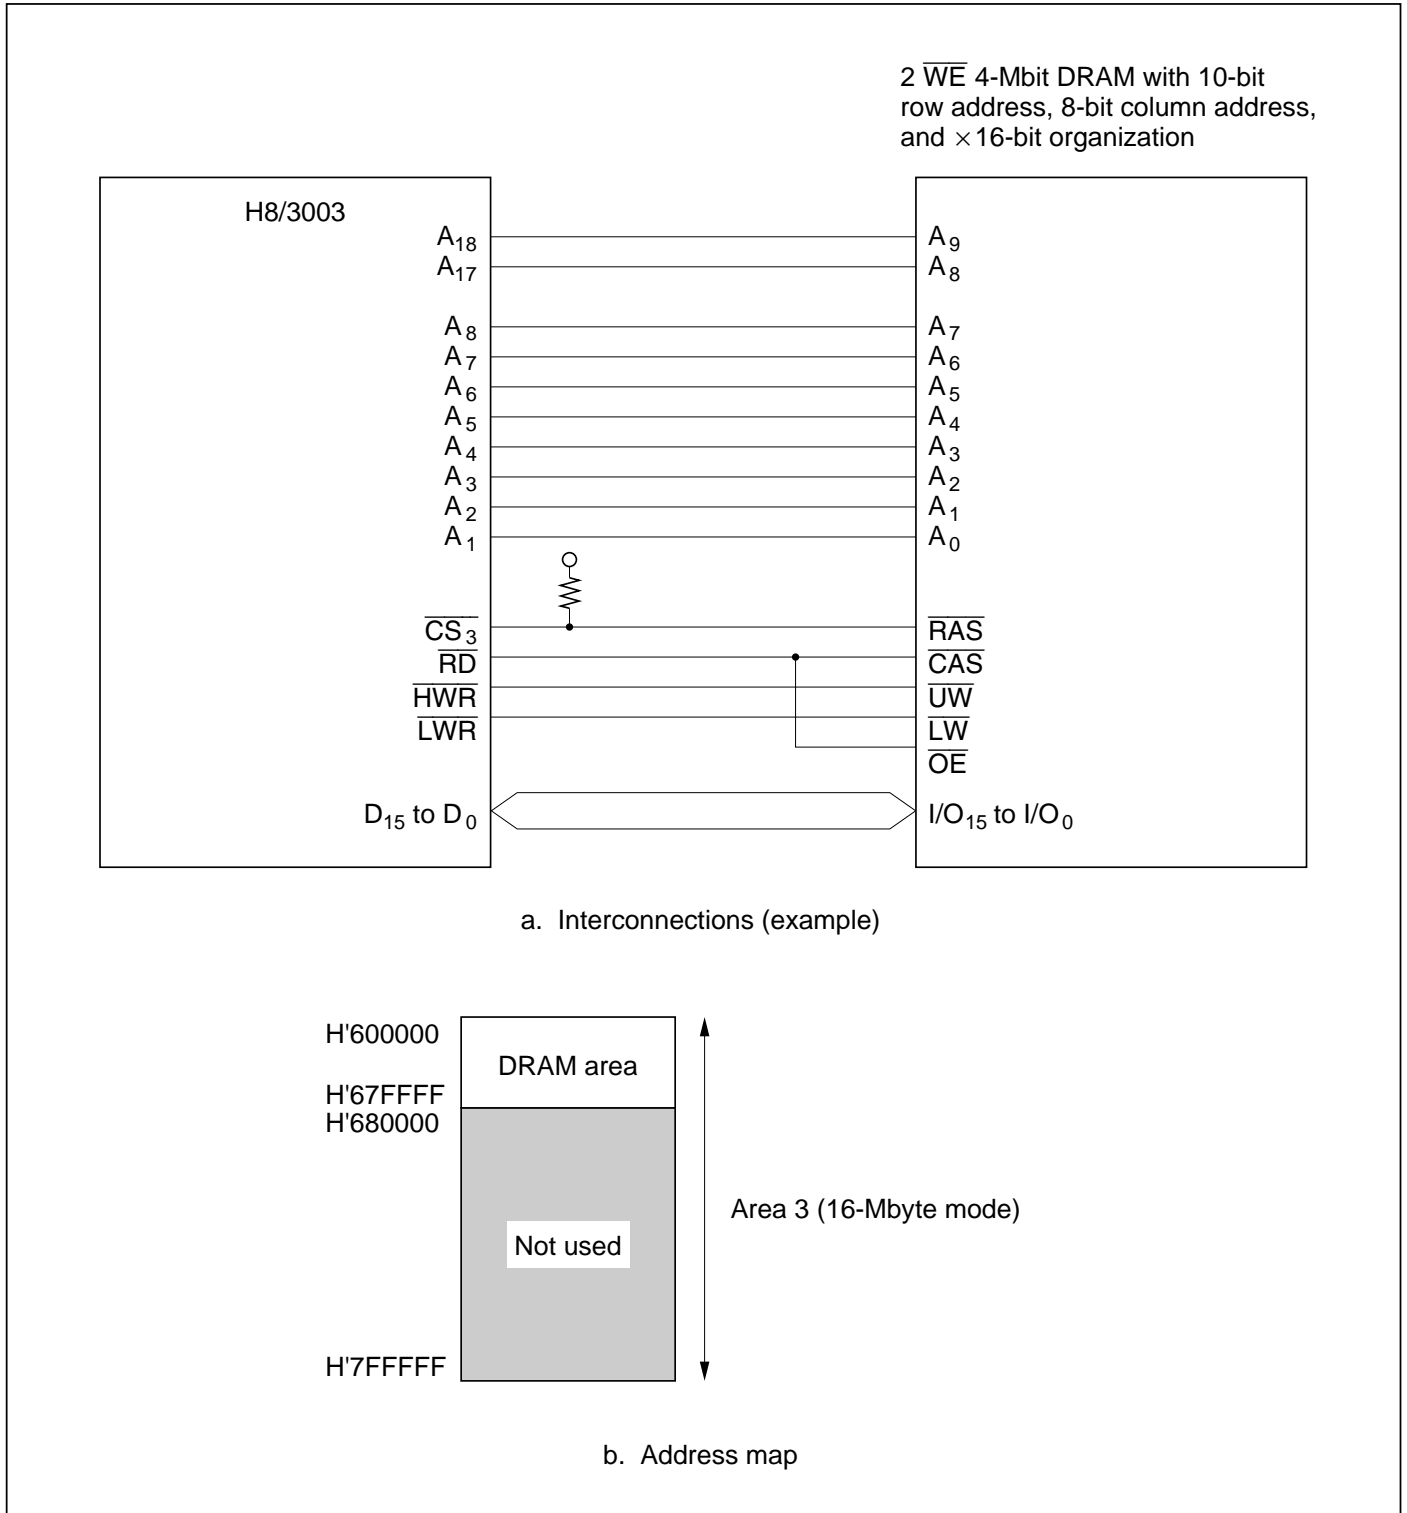 2 WE 4-Mbit DRAM with 10-bit
row address, 8-bit column address,
and ×16-bit organization
H8/3003
A18
A17
A8
A7
A6
A5
A4
A3
A2
A1
CS3
RD
HWR
LWR
D15 to D0
A9
A8
A7
A6
A5
A4
A3
A2
A1
A0
RAS
CAS
UW
LW
OE
I/O15 to I/O0
a. Interconnections (example)
H'600000
DRAM area
H'67FFFF
H'680000
Not used
Area 3 (16-Mbyte mode)
H'7FFFFF
b. Address map